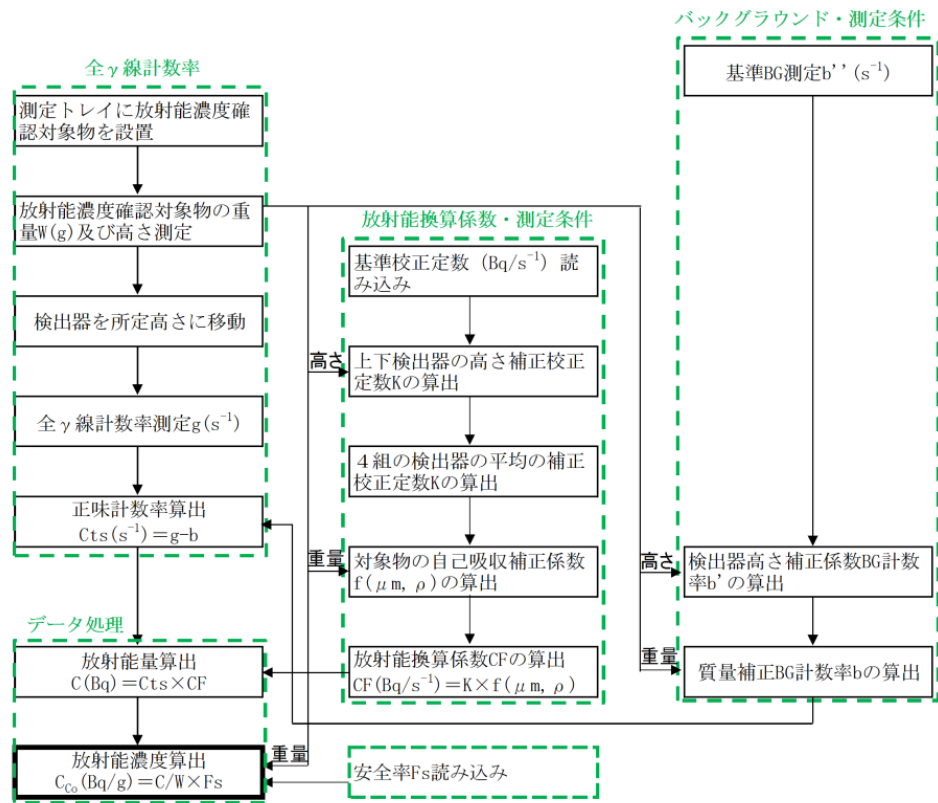 全γ線計数率
測定トレイに放射能濃度確
認対象物を設置
放射能濃度確認対象物の重
量W(g)及び高さ測定
検出器を所定高さに移動
全γ線計数率測定g(s⁻¹)
正味計数率算出
Cts(s⁻¹)=g-b
データ処理
放射能量算出
C(Bq)=Cts×CF
放射能濃度算出
C_Co(Bq/g)=C/W×Fs
放射能換算係数・測定条件
基準校正定数 (Bq/s⁻¹) 読
み込み
高さ
上下検出器の高さ補正校正
定数Kの算出
4組の検出器の平均の補正
校正定数Kの算出
重量
対象物の自己吸収補正係数
f(μm, ρ)の算出
放射能換算係数CFの算出
CF(Bq/s⁻¹)=K×f(μm, ρ)
重量
安全率Fs読み込み
バックグラウンド・測定条件
基準BG測定b''(s⁻¹)
高さ
検出器高さ補正係数BG計数
率b'の算出
重量
質量補正BG計数率bの算出